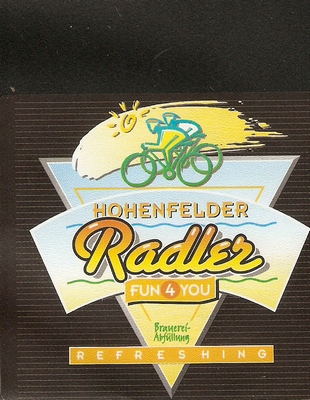 HOHENFELDER
Radler
FUN 4 YOU
Brauerei-
Abfüllung
REFRESHING